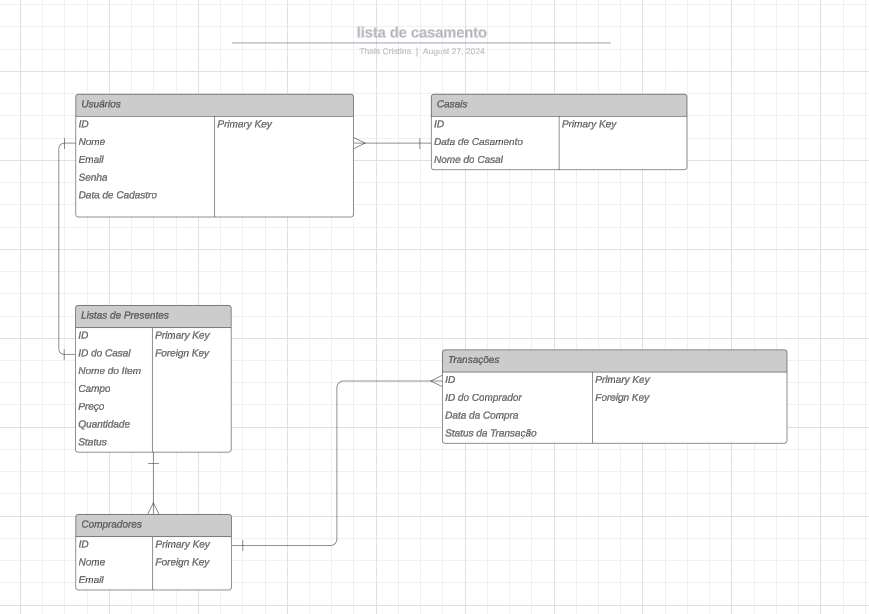 lista de casamento
Thais Cristina | August 27, 2024
Usuários
ID Primary Key
Nome
Email
Senha
Data de Cadastro
Casais
ID Primary Key
Data de Casamento
Nome do Casal
Listas de Presentes
ID Primary Key
ID do Casal Foreign Key
Nome do Item
Campo
Preço
Quantidade
Status
Transações
ID Primary Key
ID do Comprador Foreign Key
Data da Compra
Status da Transação
Compradores
ID Primary Key
Nome Foreign Key
Email